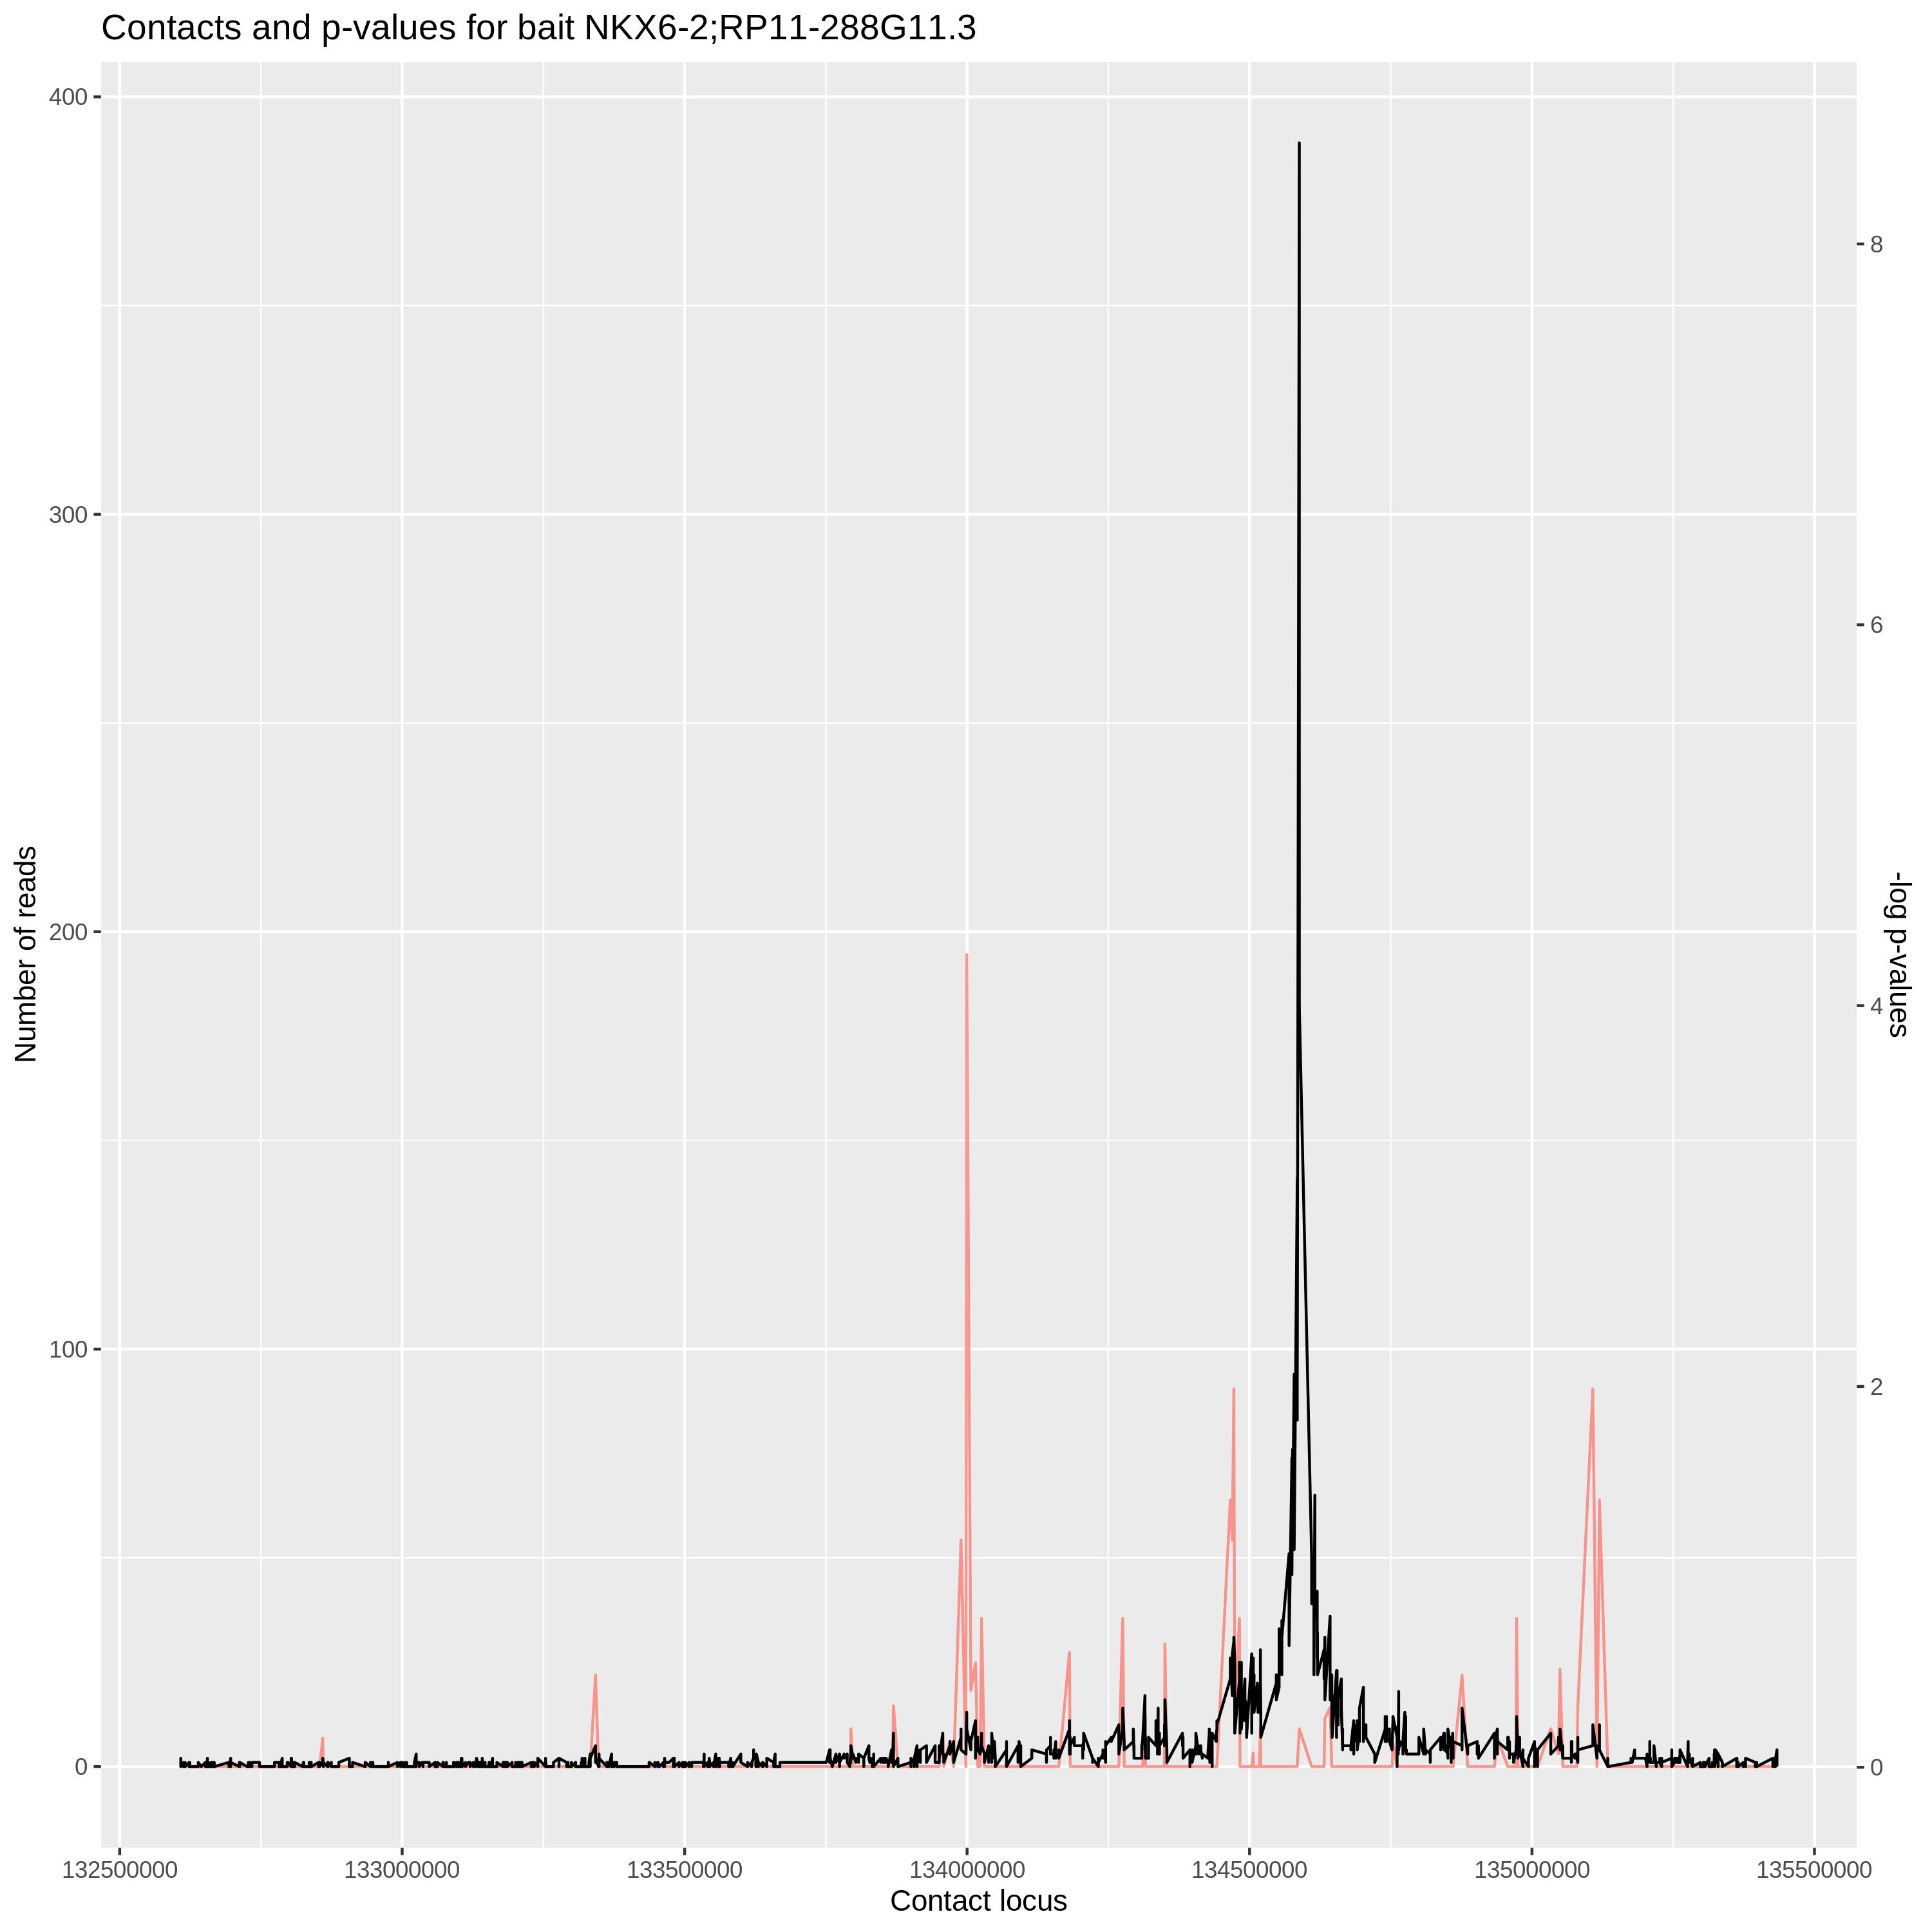 Contacts and p-values for bait NKX6-2;RP11-288G11.3
400
300
200
100
0
Number of reads
8
6
4
2
0
-log p-values
132500000 133000000 133500000 134000000 134500000 135000000 135500000
Contact locus